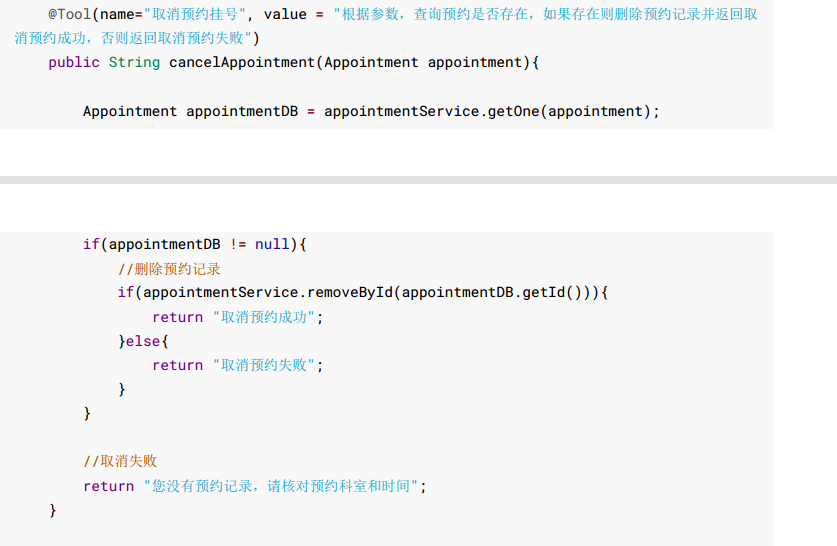 @Tool(name="取消预约挂号", value = "根据参数，查询预约是否存在，如果存在则删除预约记录并返回取
消预约成功，否则返回取消预约失败")
public String cancelAppointment(Appointment appointment){
Appointment appointmentDB = appointmentService.getOne(appointment);
if(appointmentDB != null){
//删除预约记录
if(appointmentService.removeById(appointmentDB.getId())){
return "取消预约成功";
}else{
return "取消预约失败";
}
}
//取消失败
return "您没有预约记录，请核对预约科室和时间";
}